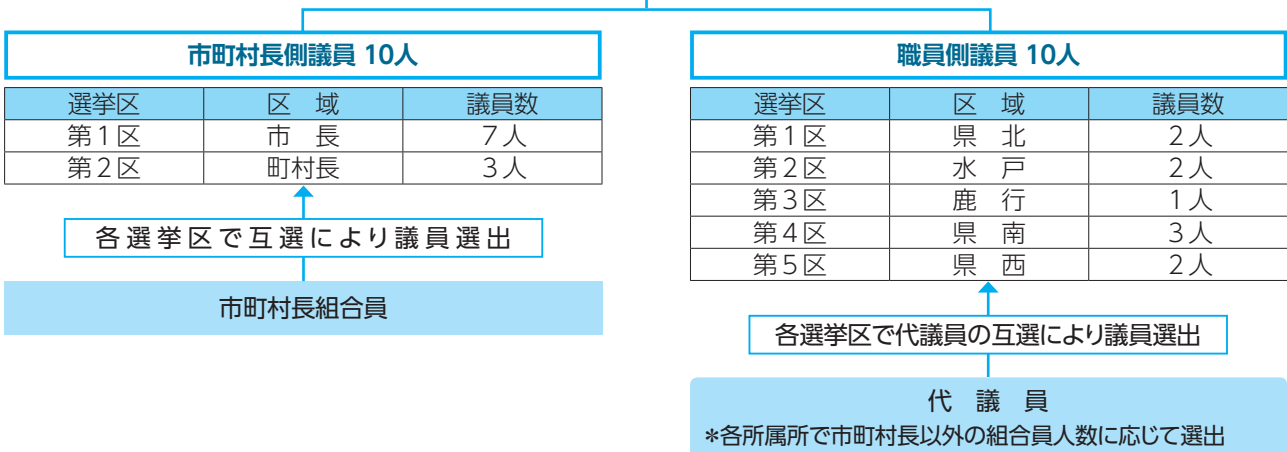 市町村長側議員 10人
選挙区 区 域 議員数
第1区 市 長 7人
第2区 町村長 3人
各選挙区で互選により議員選出
市町村長組合員
職員側議員 10人
選挙区 区 域 議員数
第1区 県 北 2人
第2区 水 戸 2人
第3区 鹿 行 1人
第4区 県 南 3人
第5区 県 西 2人
各選挙区で代議員の互選により議員選出
代 議 員
*各所属所で市町村長以外の組合員人数に応じて選出